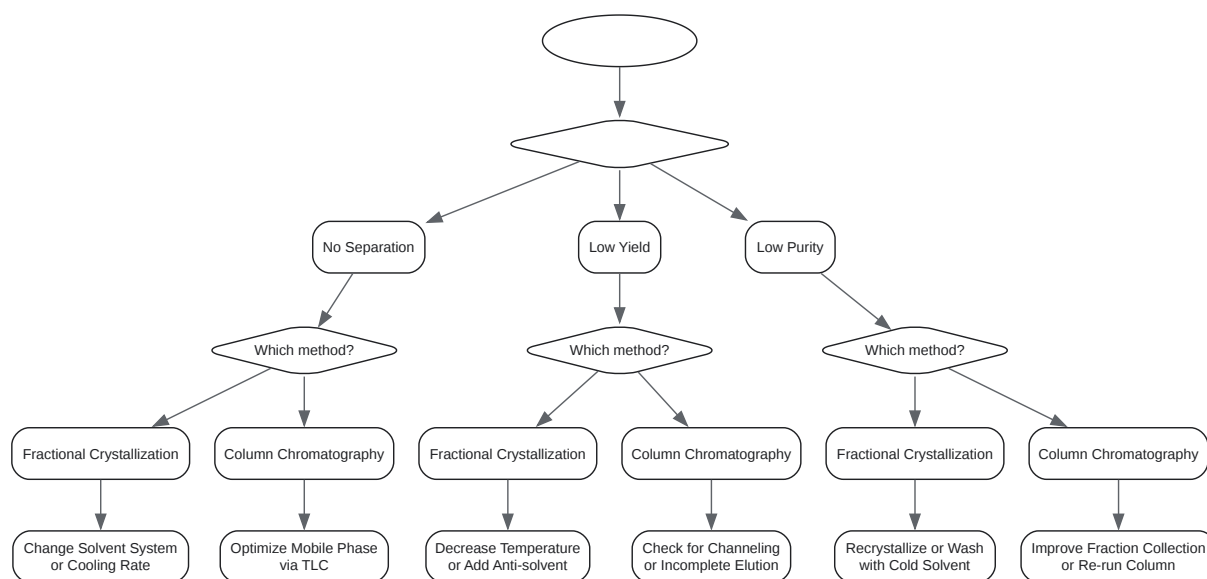 No Separation
Low Yield
Low Purity
Which method?
Which method?
Which method?
Fractional Crystallization
Column Chromatography
Fractional Crystallization
Column Chromatography
Fractional Crystallization
Column Chromatography
Change Solvent System
or Cooling Rate
Optimize Mobile Phase
via TLC
Decrease Temperature
or Add Anti-solvent
Check for Channeling
or Incomplete Elution
Recrystallize or Wash
with Cold Solvent
Improve Fraction Collection
or Re-run Column